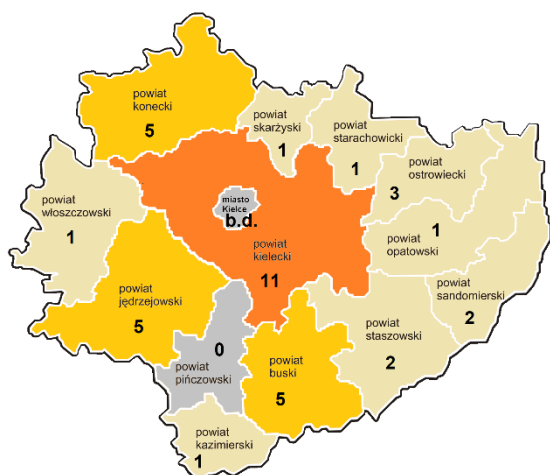 powiat
konecki
5
powiat
skarżyski
1
powiat
starachowicki
1
powiat
ostrowiecki
3
powiat
włoszczowski
1
miasto
Kielce
b.d.
powiat
kielecki
11
1
powiat
opatowski
powiat
sandomierski
2
powiat
jędrzejowski
5
0
powiat
pińczowski
powiat
buski
5
powiat
staszowski
2
powiat
kazimierski
1